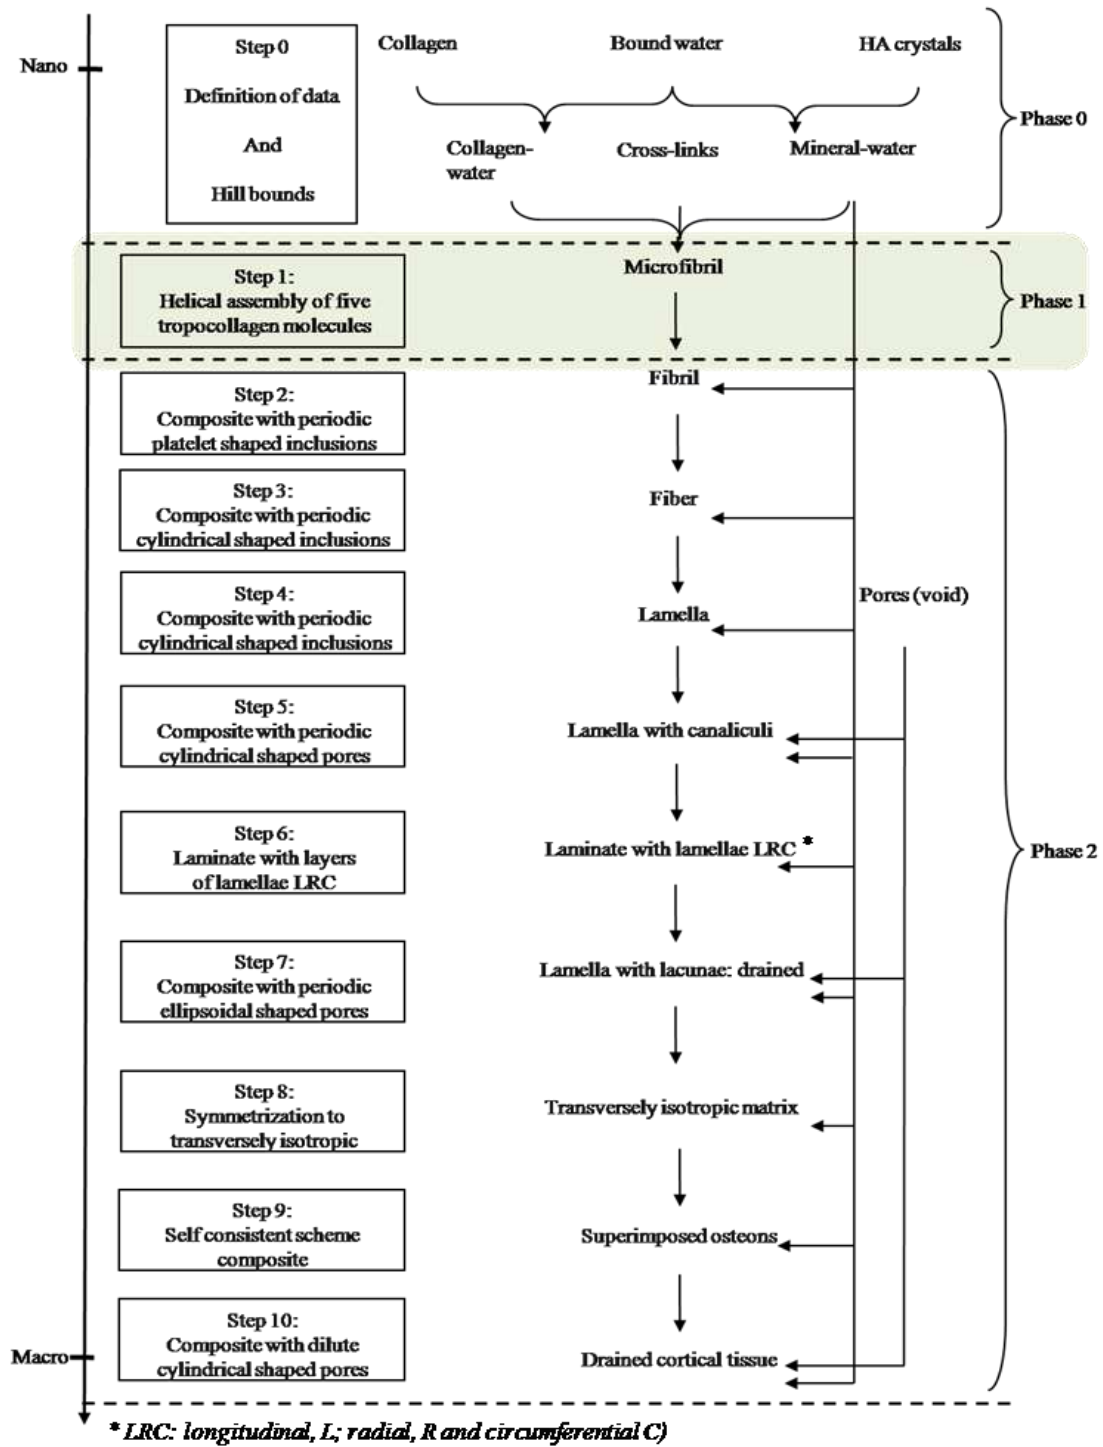 Nano
Step 0
Definition of data
And
Hill bounds
Collagen
Bound water
HA crystals
Collagen-
water
Cross-links
Mineral-water
Phase 0
Step 1:
Helical assembly of five
tropocollagen molecules
Microfibril
Phase 1
Step 2:
Composite with periodic
platelet shaped inclusions
Fibril
Step 3:
Composite with periodic
cylindrical shaped inclusions
Fiber
Step 4:
Composite with periodic
cylindrical shaped inclusions
Lamella
Pores (void)
Step 5:
Composite with periodic
cylindrical shaped pores
Lamella with canaliculi
Step 6:
Laminate with layers
of lamellae LRC
Laminate with lamellae LRC *
Phase 2
Step 7:
Composite with periodic
ellipsoidal shaped pores
Lamella with lacunae: drained
Step 8:
Symmetrization to
transversely isotropic
Transversely isotropic matrix
Step 9:
Self consistent scheme
composite
Superimposed osteons
Step 10:
Composite with dilute
cylindrical shaped pores
Drained cortical tissue
Macro
* LRC: longitudinal, L; radial, R and circumferential C)